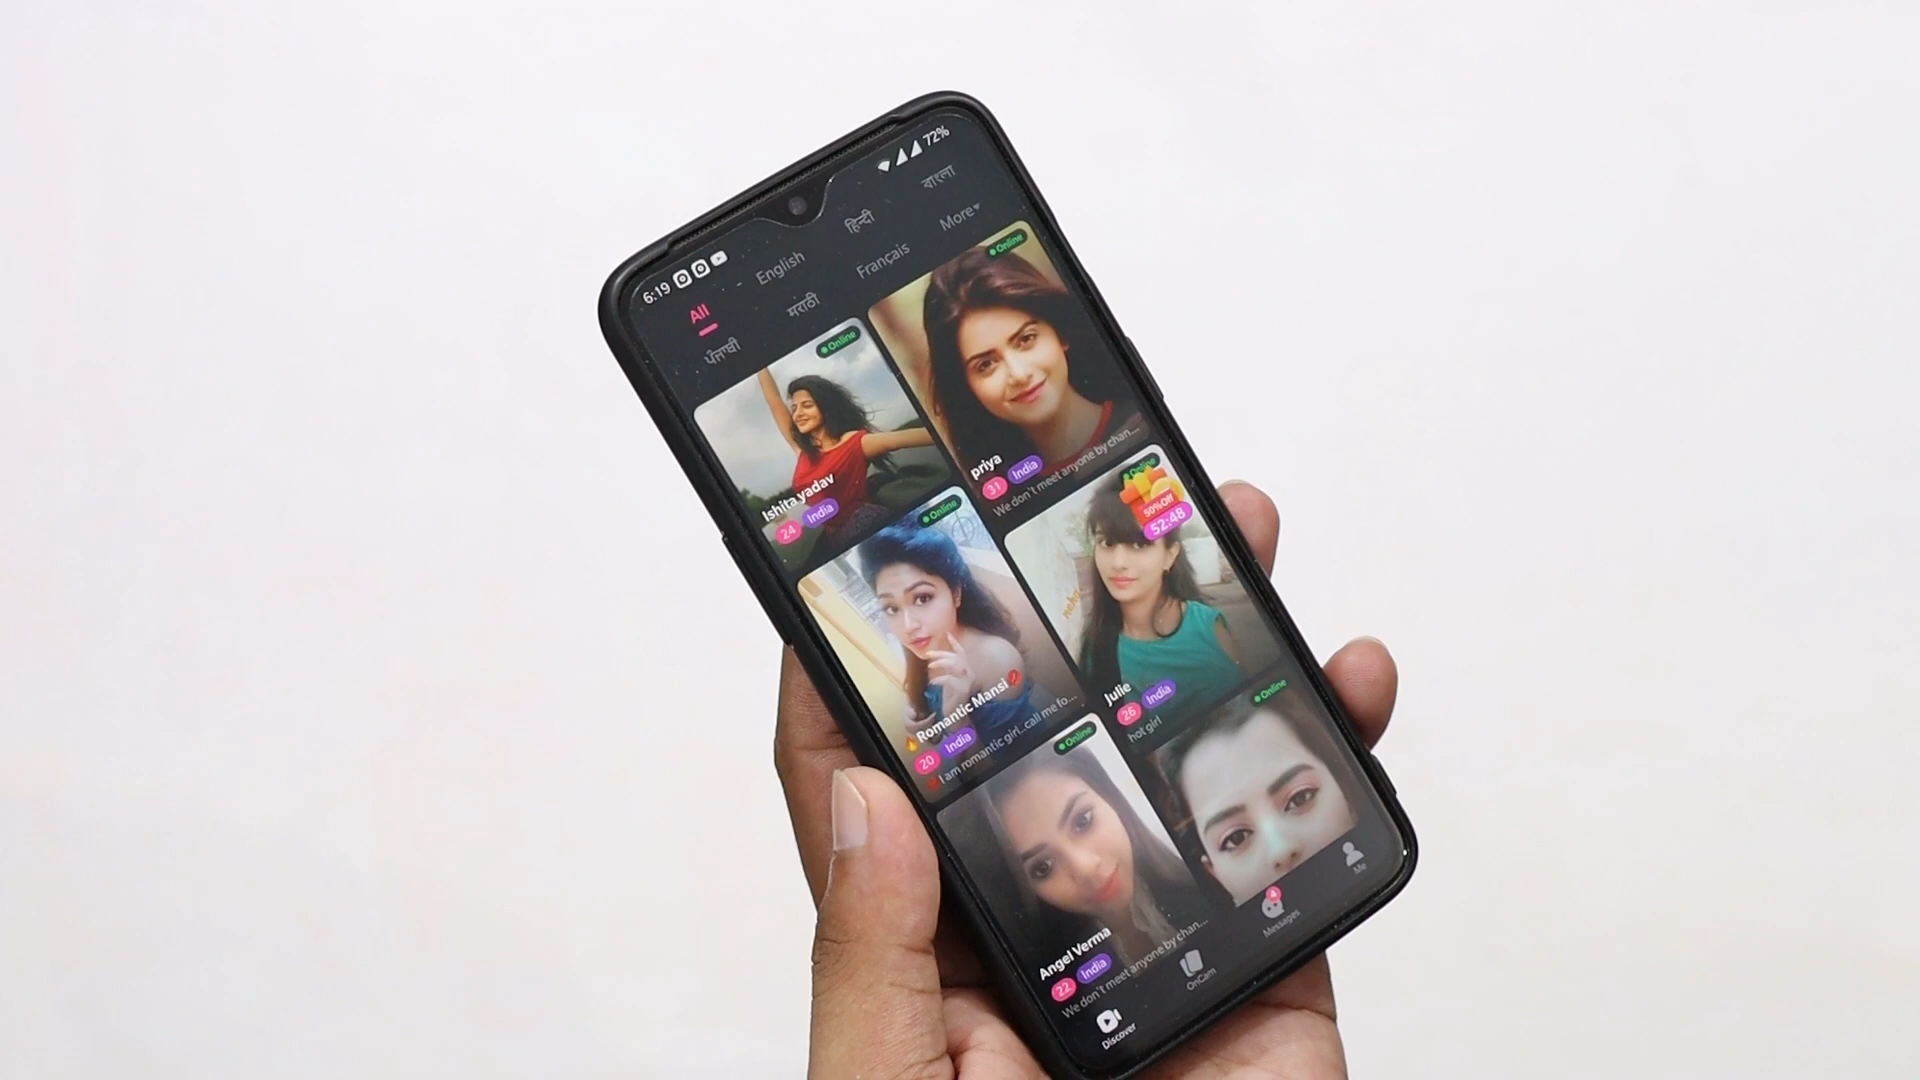 6:19
72%
All
English
हिन्दी
বাংলা
ਪੰਜਾਬੀ
मराठी
Français
More
Online
Ishita yadav
24 India
Online
priya
31 India
We don't meet anyone by chan...
Online
Romantic Mansi
20 India
I am romantic girl..call me fo...
Online
50%Off
52:48
neha
Julie
26 India
hot girl
Online
Angel Verma
22 India
We don't meet anyone by chan...
Online
Discover
OnCam
4
Messages
Me